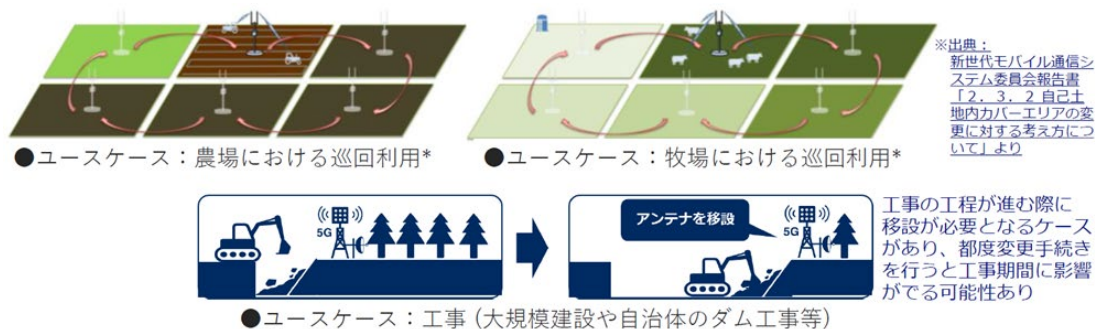 ※出典：
新世代モバイル通信シ
ステム委員会報告書
「２．３．２ 自己土
地内カバーエリアの変
更に対する考え方につ
いて」より
●ユースケース：農場における巡回利用*
●ユースケース：牧場における巡回利用*
5G
アンテナを移設
5G
工事の工程が進む際に
移設が必要となるケース
があり、都度変更手続き
を行うと工事期間に影響
がでる可能性あり
●ユースケース：工事 (大規模建設や自治体のダム工事等)